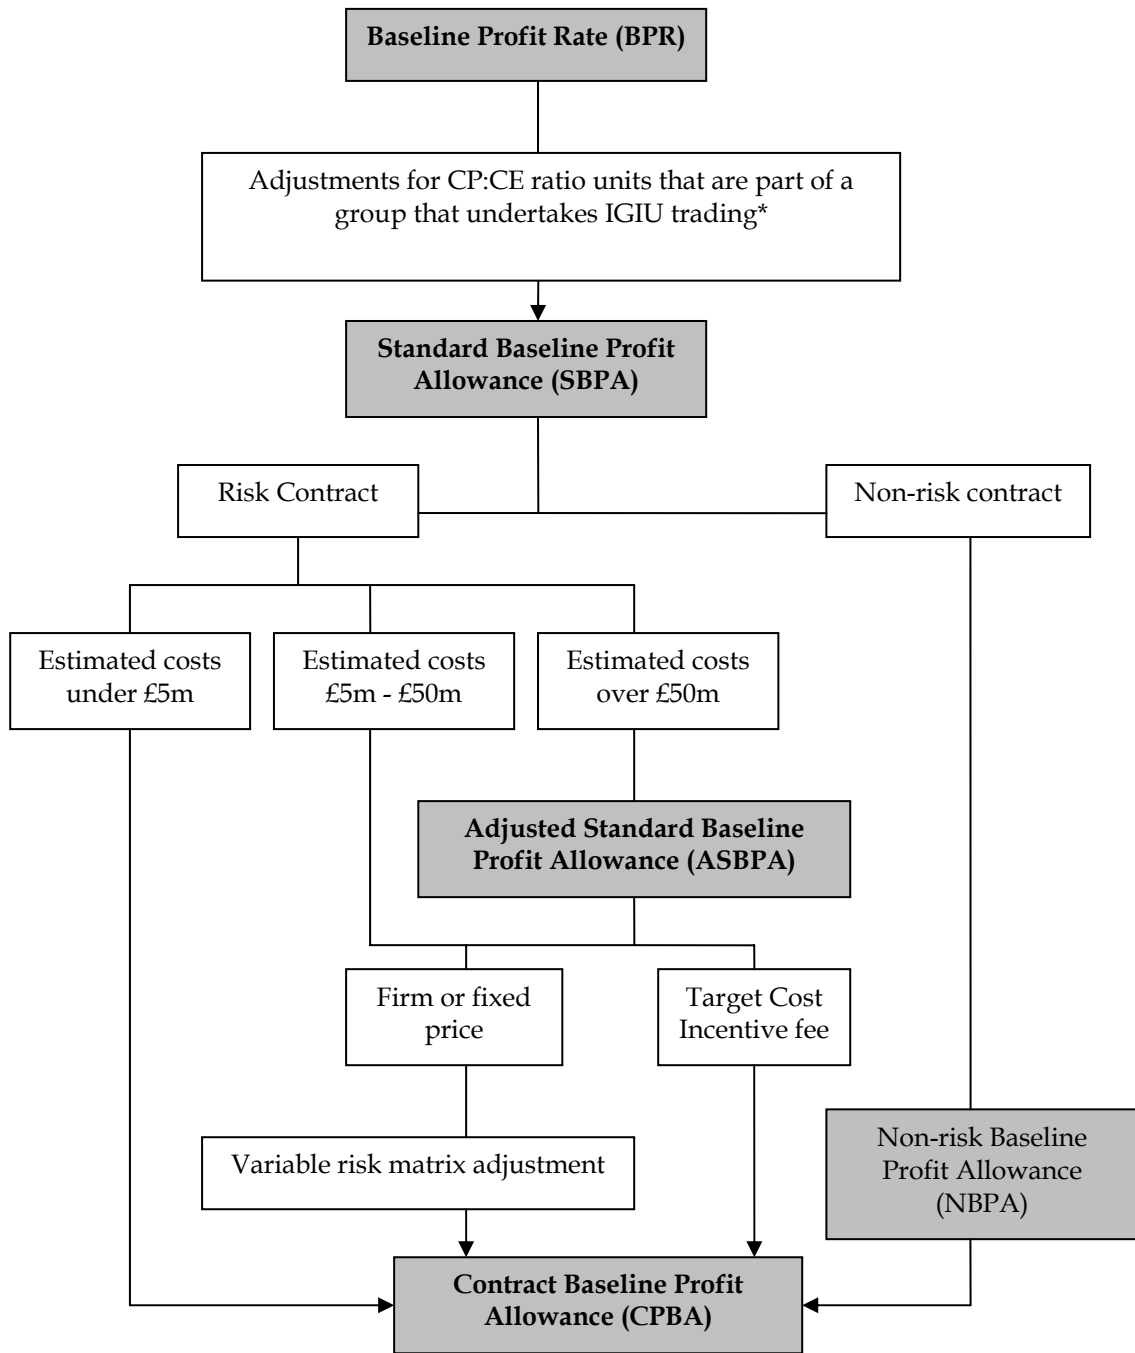 Baseline Profit Rate (BPR)
Adjustments for CP:CE ratio units that are part of a
group that undertakes IGIU trading*
Standard Baseline Profit
Allowance (SBPA)
Risk Contract
Non-risk contract
Estimated costs
under £5m
Estimated costs
£5m - £50m
Estimated costs
over £50m
Adjusted Standard Baseline
Profit Allowance (ASBPA)
Firm or fixed
price
Target Cost
Incentive fee
Variable risk matrix adjustment
Non-risk Baseline
Profit Allowance
(NBPA)
Contract Baseline Profit
Allowance (CPBA)